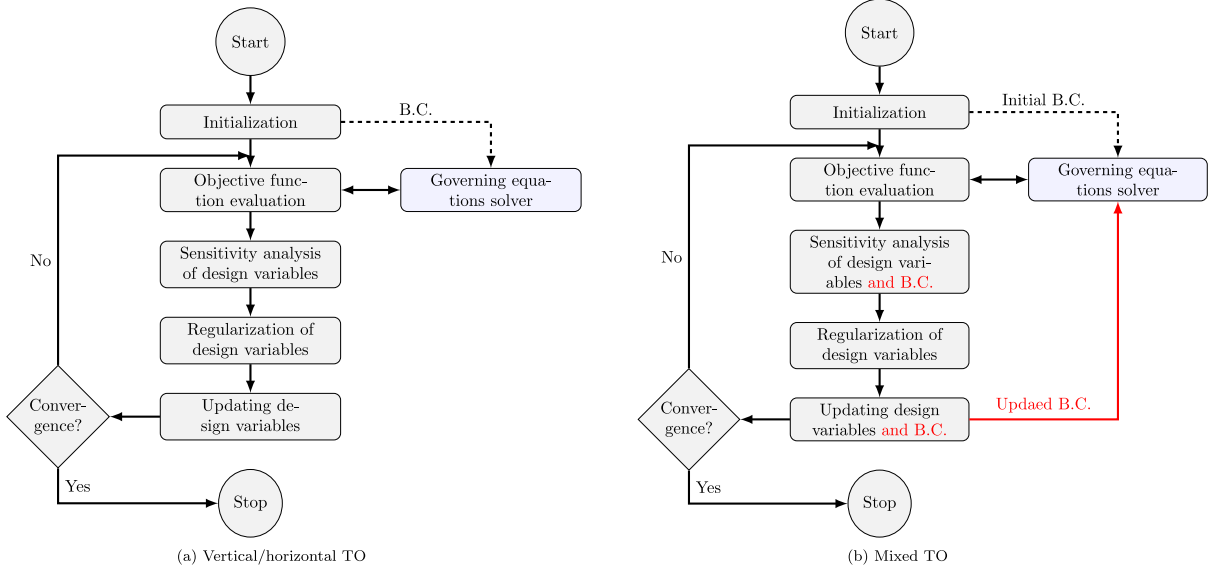 Start
Initialization
B.C.
Objective func-
tion evaluation
Governing equa-
tions solver
Sensitivity analysis
of design variables
No
Regularization of
design variables
Conver-
gence?
Updating de-
sign variables
Yes
Stop
(a) Vertical/horizontal TO
Start
Initialization
Initial B.C.
Objective func-
tion evaluation
Governing equa-
tions solver
Sensitivity analysis
of design vari-
ables and B.C.
No
Regularization of
design variables
Conver-
gence?
Updating design
variables and B.C.
Updaed B.C.
Yes
Stop
(b) Mixed TO